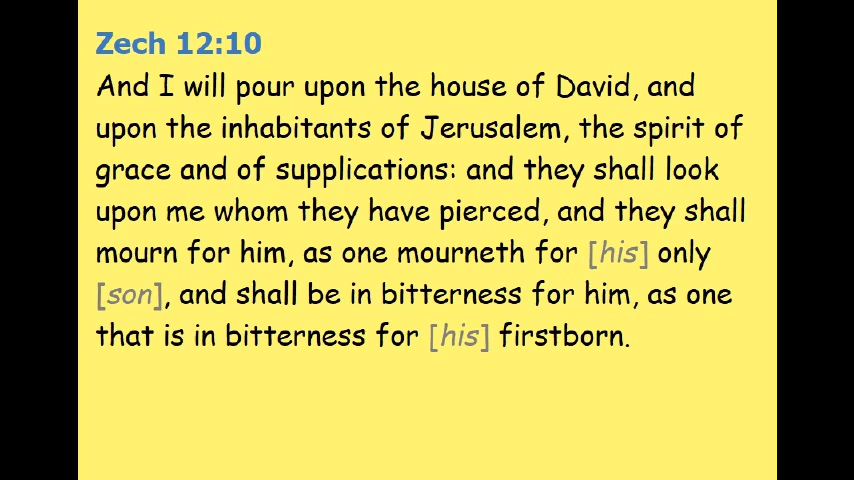 Zech 12:10
And I will pour upon the house of David, and
upon the inhabitants of Jerusalem, the spirit of
grace and of supplications: and they shall look
upon me whom they have pierced, and they shall
mourn for him, as one mourneth for [his] only
[son], and shall be in bitterness for him, as one
that is in bitterness for [his] firstborn.